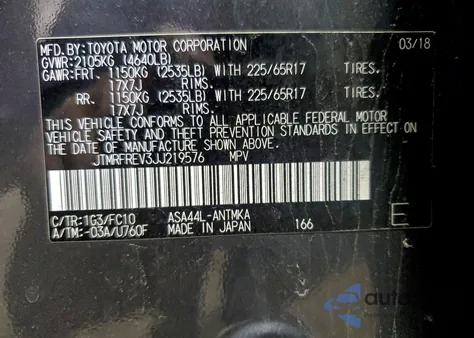 MFD. BY:TOYOTA MOTOR CORPORATION 03/18
GVWR:2105KG (4640LB)
GAWR:FRT. 1150KG (2535LB) WITH 225/65R17 TIRES.
17X7J RIMS.
RR. 1150KG (2535LB) WITH 225/65R17 TIRES.
17X7J RIMS.
THIS VEHICLE CONFORMS TO ALL APPLICABLE FEDERAL MOTOR
VEHICLE SAFETY AND THEFT PREVENTION STANDARDS IN EFFECT ON
THE DATE OF MANUFACTURE SHOWN ABOVE.
JTMRFREV3JJ219576 MPV
C/TR:1G3/FC10 ASA44L-ANTMKA
A/TM:-03A/U760F MADE IN JAPAN 166 E